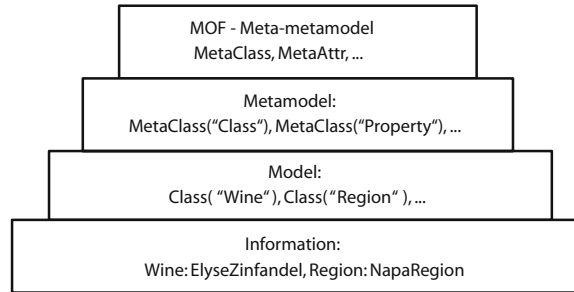 MOF - Meta-metamodel
MetaClass, MetaAttr, ...
Metamodel:
MetaClass(“Class“), MetaClass(“Property“), ...
Model:
Class( “Wine“ ), Class( “Region“ ), ...
Information:
Wine: ElyseZinfandel, Region: NapaRegion